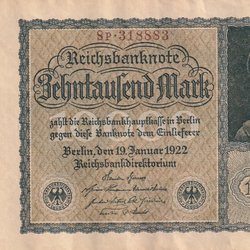 8P·318883
Reichsbanknote
Zehntausend Mark
zahlt die Reichsbankhauptkasse in Berlin
gegen diese Banknote dem Einlieferer
Berlin, den 19. Januar 1922
Reichsbankdirektorium